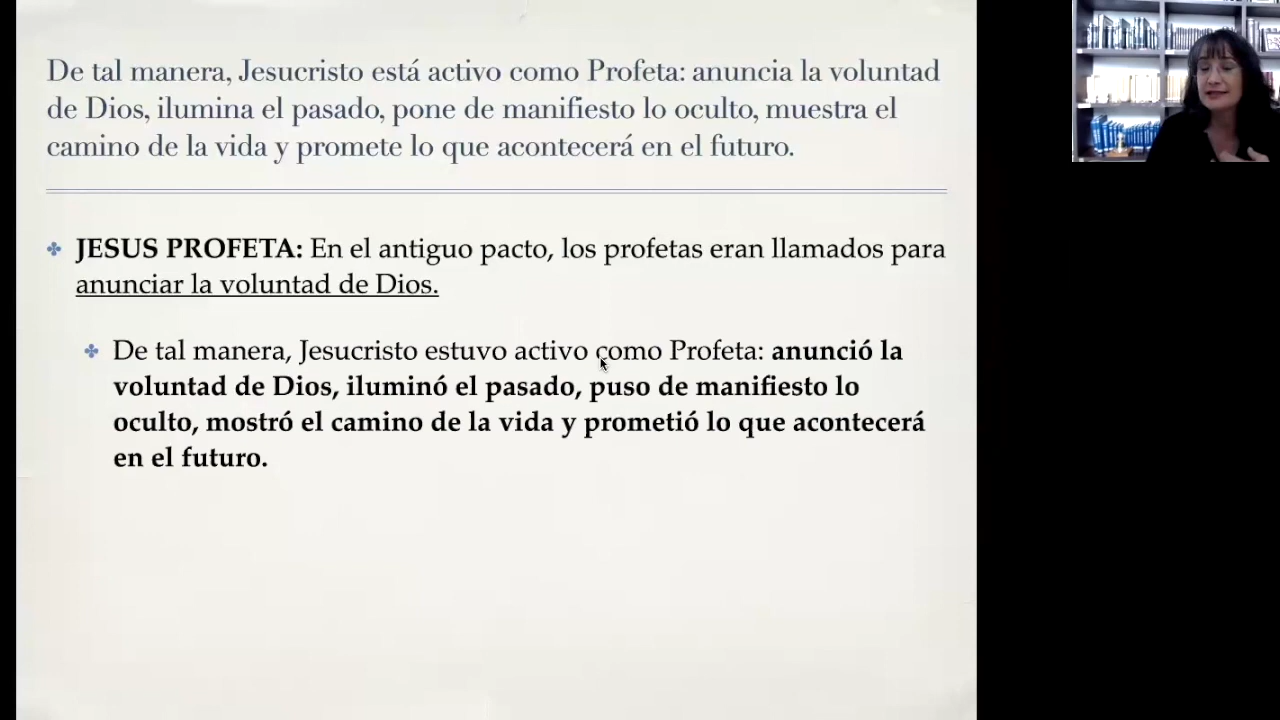 De tal manera, Jesucristo está activo como Profeta: anuncia la voluntad
de Dios, ilumina el pasado, pone de manifiesto lo oculto, muestra el
camino de la vida y promete lo que acontecerá en el futuro.
JESUS PROFETA: En el antiguo pacto, los profetas eran llamados para
anunciar la voluntad de Dios.
De tal manera, Jesucristo estuvo activo como Profeta: anunció la
voluntad de Dios, iluminó el pasado, puso de manifiesto lo
oculto, mostró el camino de la vida y prometió lo que acontecerá
en el futuro.